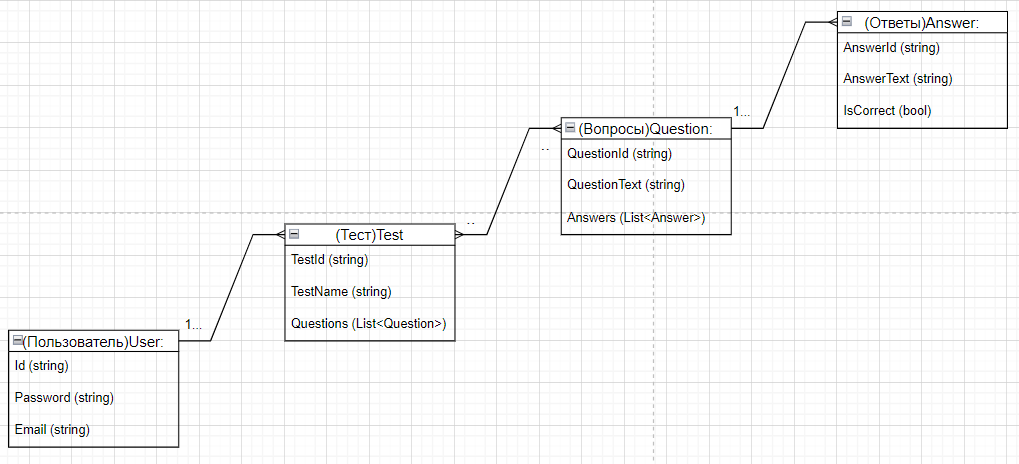 (Пользователь)User:
Id (string)
Password (string)
Email (string)
1...
(Тест)Test
TestId (string)
TestName (string)
Questions (List<Question>)
..
..
(Вопросы)Question:
QuestionId (string)
QuestionText (string)
Answers (List<Answer>)
1...
(Ответы)Answer:
AnswerId (string)
AnswerText (string)
IsCorrect (bool)